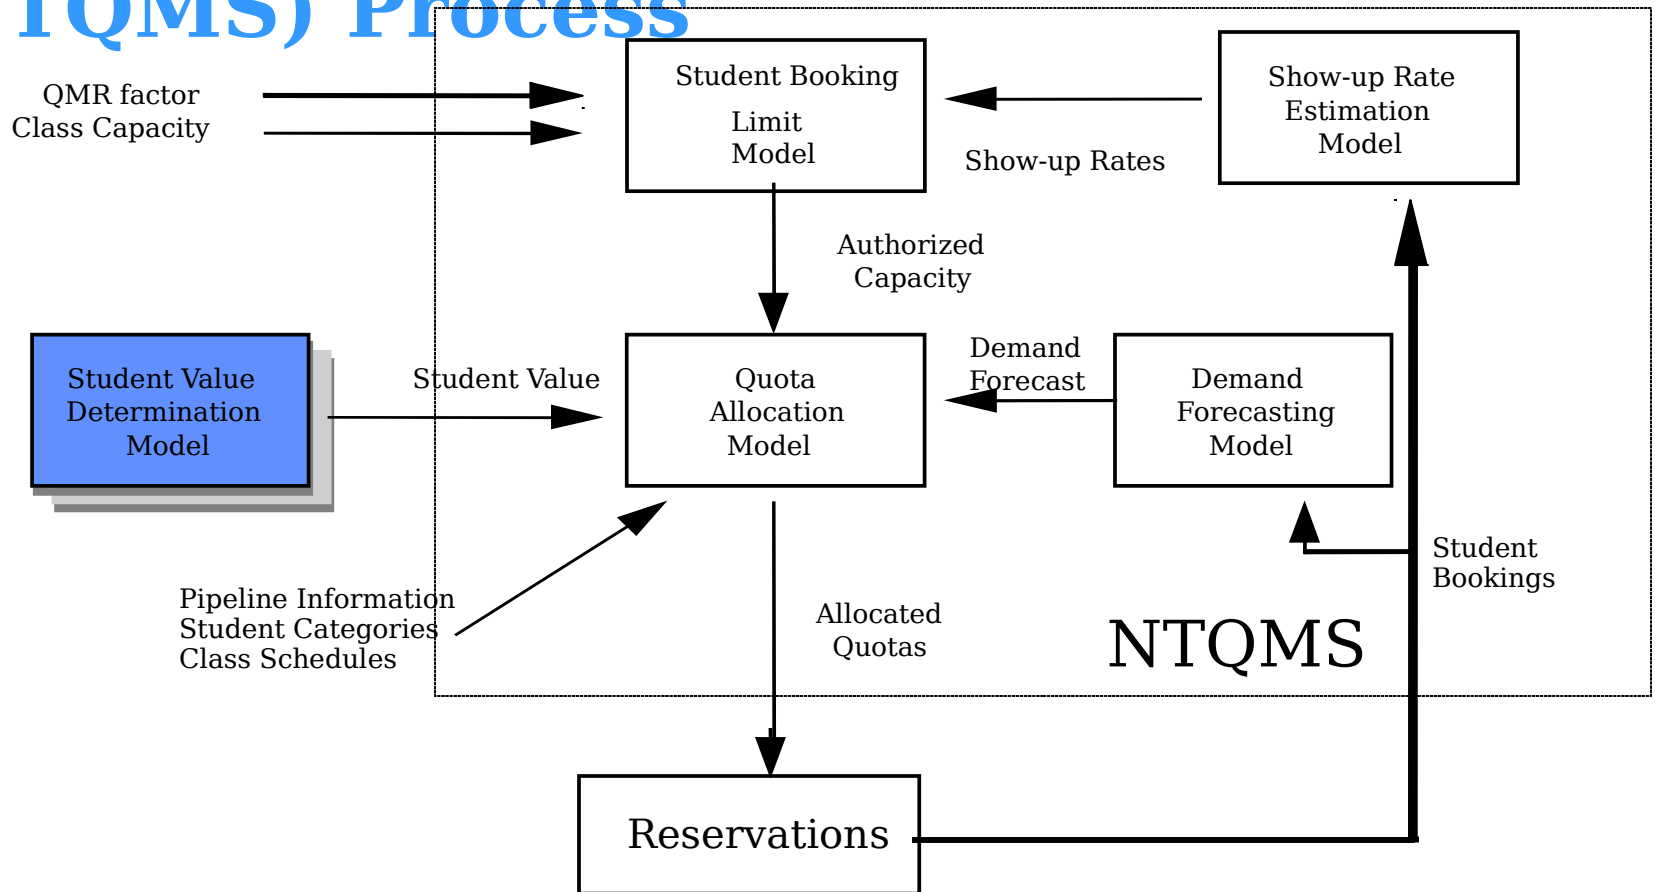 TQMS) Process
QMR factor
Class Capacity
Student Booking
Limit
Model
Show-up Rates
Show-up Rate
Estimation
Model
Authorized
Capacity
Student Value
Determination
Model
Student Value
Quota
Allocation
Model
Demand
Forecast
Demand
Forecasting
Model
Student
Bookings
Pipeline Information
Student Categories
Class Schedules
Allocated
Quotas
NTQMS
Reservations